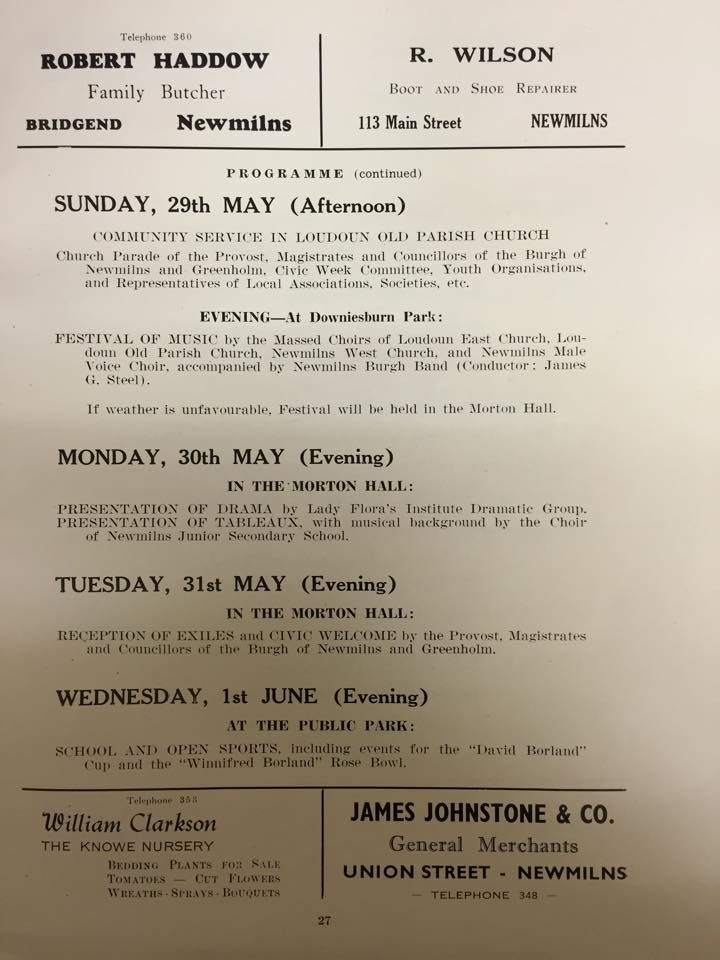 Telephone 360
ROBERT HADDOW
Family Butcher
BRIDGEND Newmilns
R. WILSON
BOOT AND SHOE REPAIRER
113 Main Street NEWMILNS
PROGRAMME (continued)
SUNDAY, 29th MAY (Afternoon)
COMMUNITY SERVICE IN LOUDOUN OLD PARISH CHURCH
Church Parade of the Provost, Magistrates and Councillors of the Burgh of
Newmilns and Greenholm, Civic Week Committee, Youth Organisations,
and Representatives of Local Associations, Societies, etc.
EVENING—At Downiesburn Park:
FESTIVAL OF MUSIC by the Massed Choirs of Loudoun East Church, Lou-
doun Old Parish Church, Newmilns West Church, and Newmilns Male
Voice Choir, accompanied by Newmilns Burgh Band (Conductor: James
G. Steel).
If weather is unfavourable, Festival will be held in the Morton Hall.
MONDAY, 30th MAY (Evening)
IN THE MORTON HALL:
PRESENTATION OF DRAMA by Lady Flora's Institute Dramatic Group.
PRESENTATION OF TABLEAUX, with musical background by the Choir
of Newmilns Junior Secondary School.
TUESDAY, 31st MAY (Evening)
IN THE MORTON HALL:
RECEPTION OF EXILES and CIVIC WELCOME by the Provost, Magistrates
and Councillors of the Burgh of Newmilns and Greenholm.
WEDNESDAY, 1st JUNE (Evening)
AT THE PUBLIC PARK:
SCHOOL AND OPEN SPORTS, including events for the "David Borland"
Cup and the "Winnifred Borland" Rose Bowl.
Telephone 353
William Clarkson
THE KNOWE NURSERY
BEDDING PLANTS FOR SALE
TOMATOES — CUT FLOWERS
WREATHS - SPRAYS - BOUQUETS
JAMES JOHNSTONE & CO.
General Merchants
UNION STREET - NEWMILNS
— TELEPHONE 348 —
27